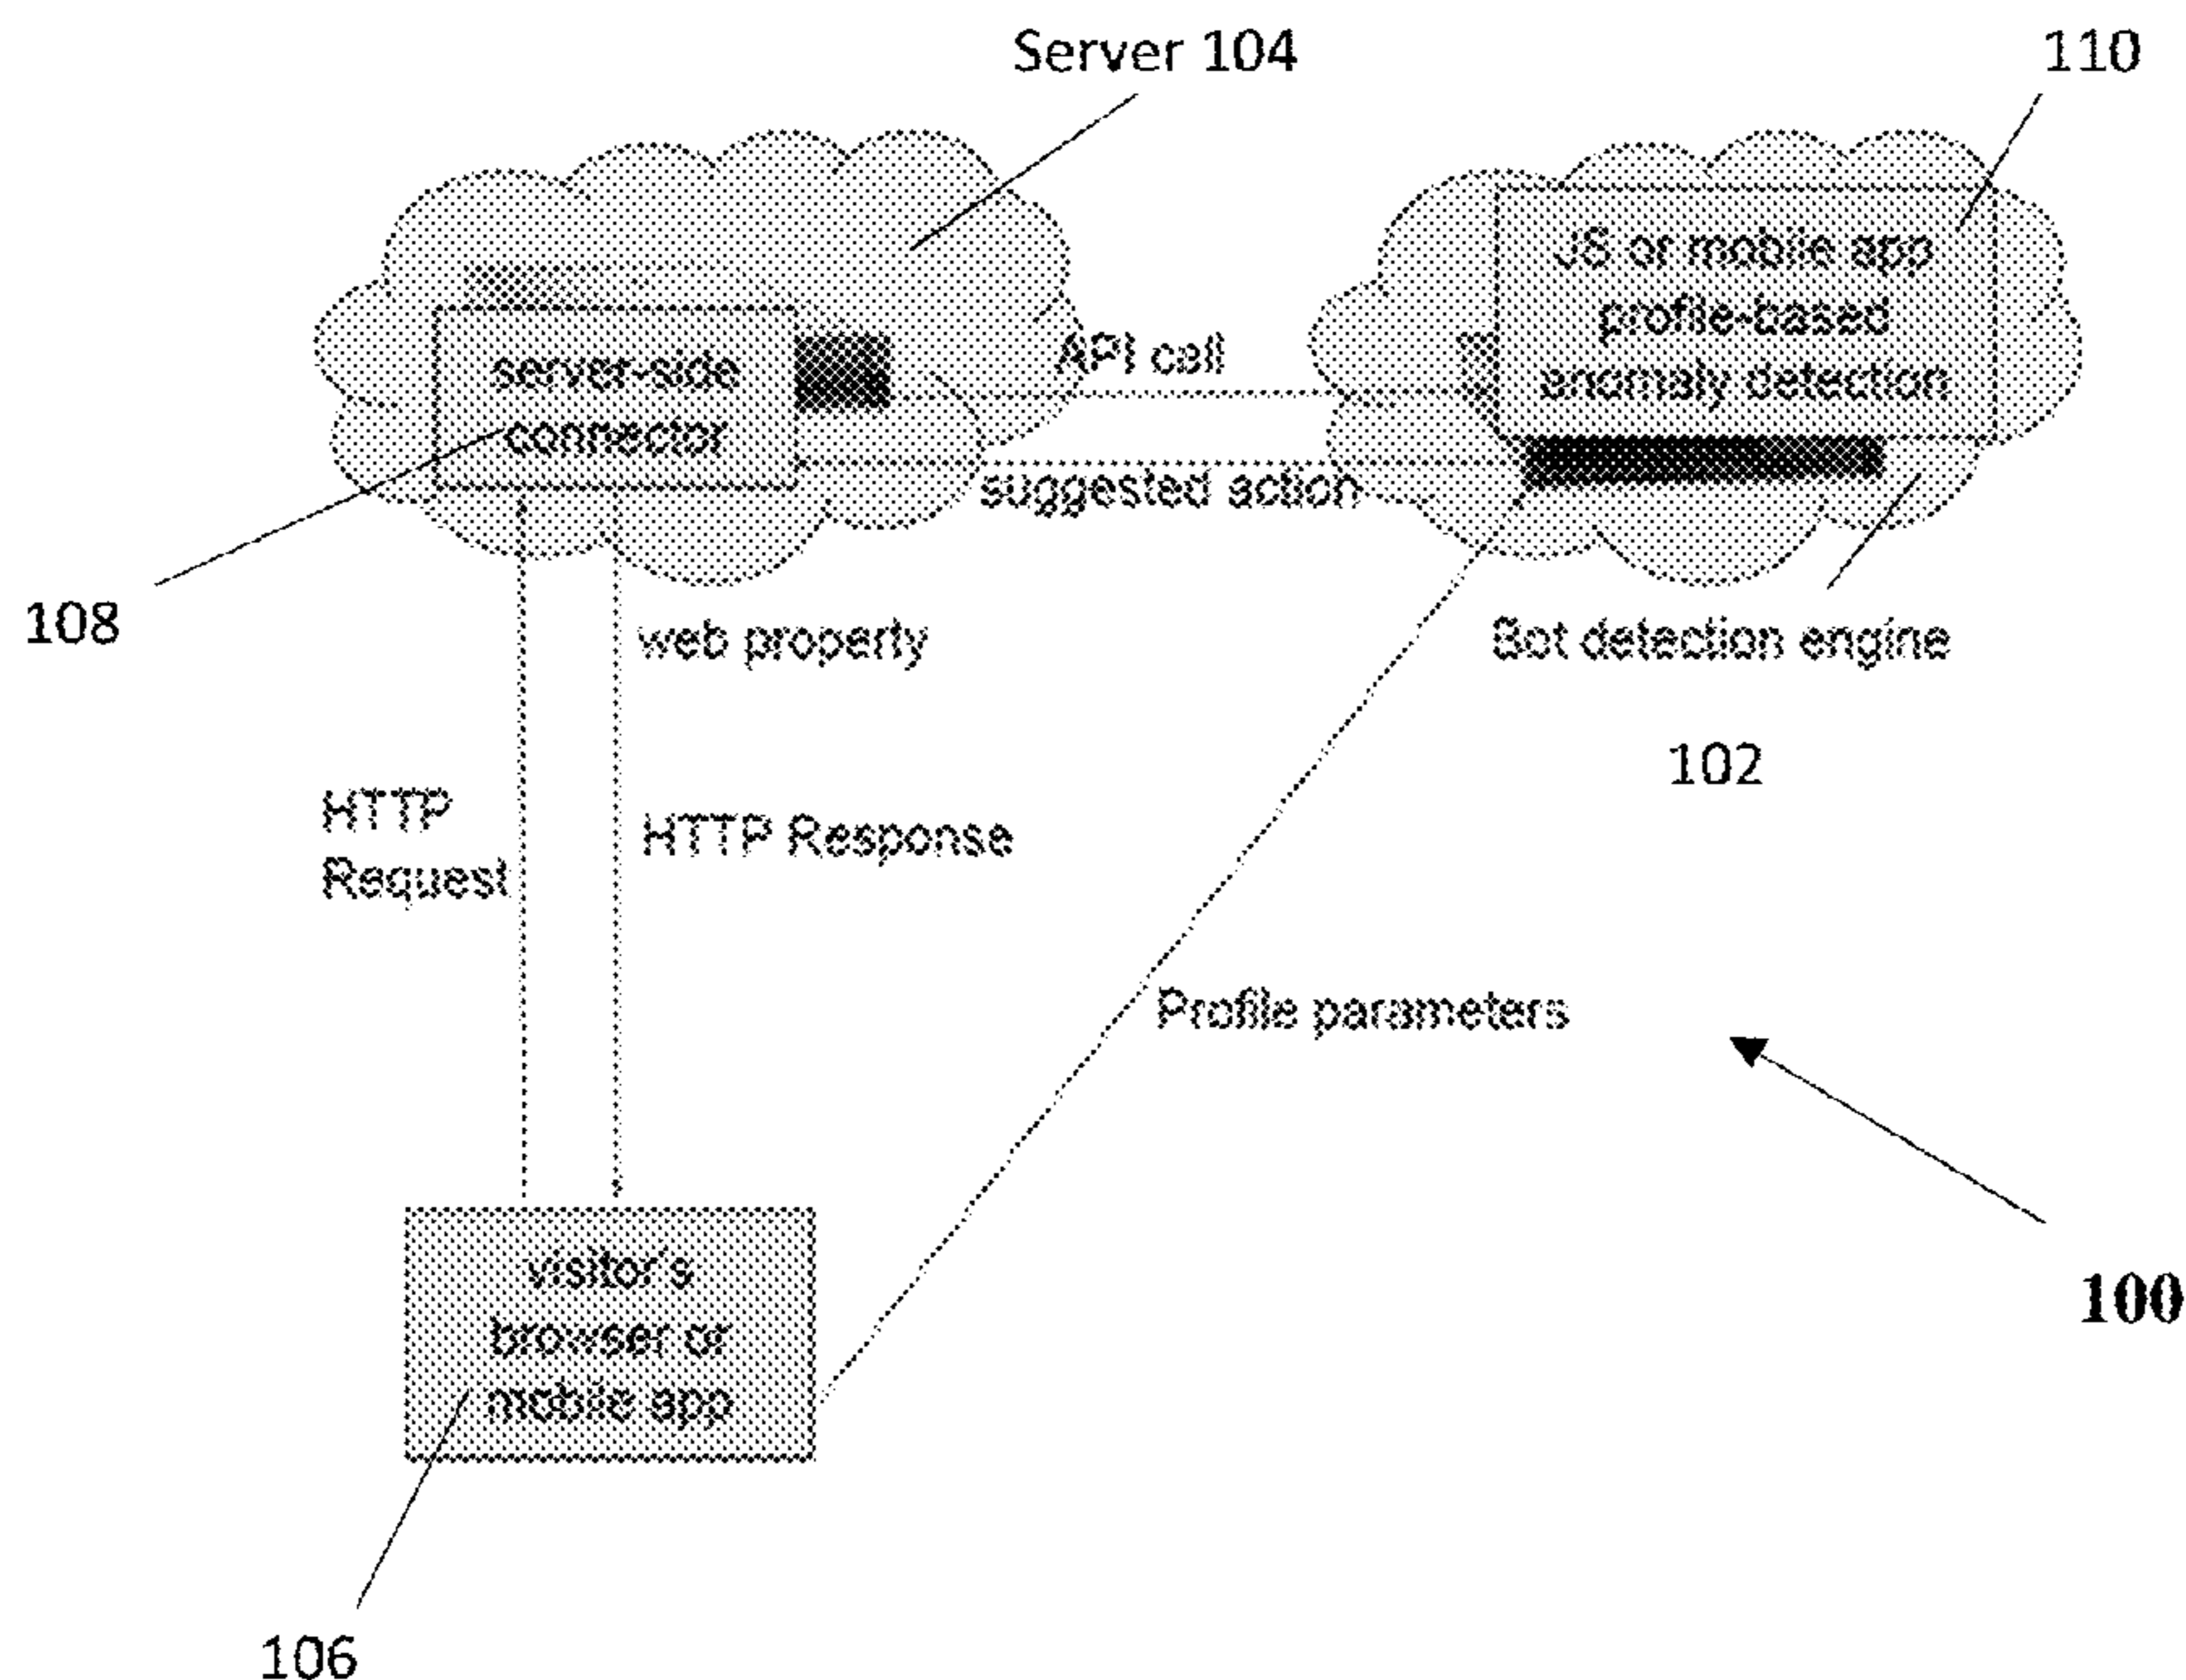 Server 104
110
JS or mobile app
profile-based
anomaly detection
server-side
connector
API call
suggested action
108
web property
Bot detection engine
102
HTTP
Request
HTTP Response
Profile parameters
100
visitor's
browser or
mobile app
106